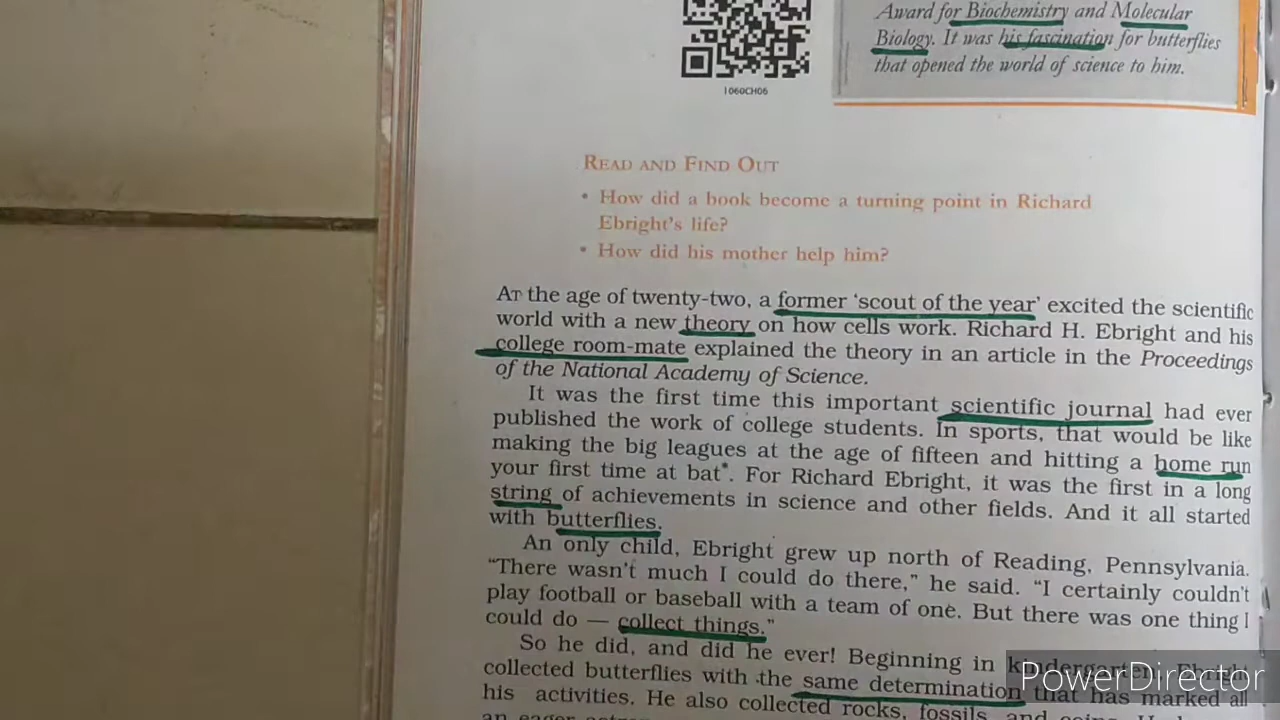 Award for Biochemistry and Molecular
Biology. It was his fascination for butterflies
that opened the world of science to him.
1060CH06
READ AND FIND OUT
• How did a book become a turning point in Richard
Ebright's life?
• How did his mother help him?
AT the age of twenty-two, a former 'scout of the year' excited the scientific
world with a new theory on how cells work. Richard H. Ebright and his
college room-mate explained the theory in an article in the Proceedings
of the National Academy of Science.
It was the first time this important scientific journal had ever
published the work of college students. In sports, that would be like
making the big leagues at the age of fifteen and hitting a home run
your first time at bat*. For Richard Ebright, it was the first in a long
string of achievements in science and other fields. And it all started
with butterflies.
An only child, Ebright grew up north of Reading, Pennsylvania.
“There wasn't much I could do there,” he said. “I certainly couldn't
play football or baseball with a team of one. But there was one thing I
could do — collect things.”
So he did, and did he ever! Beginning in kindergarten, Ebright
collected butterflies with the same determination that has marked all
his activities. He also collected rocks, fossils, and coins.
an eager
PowerDirector